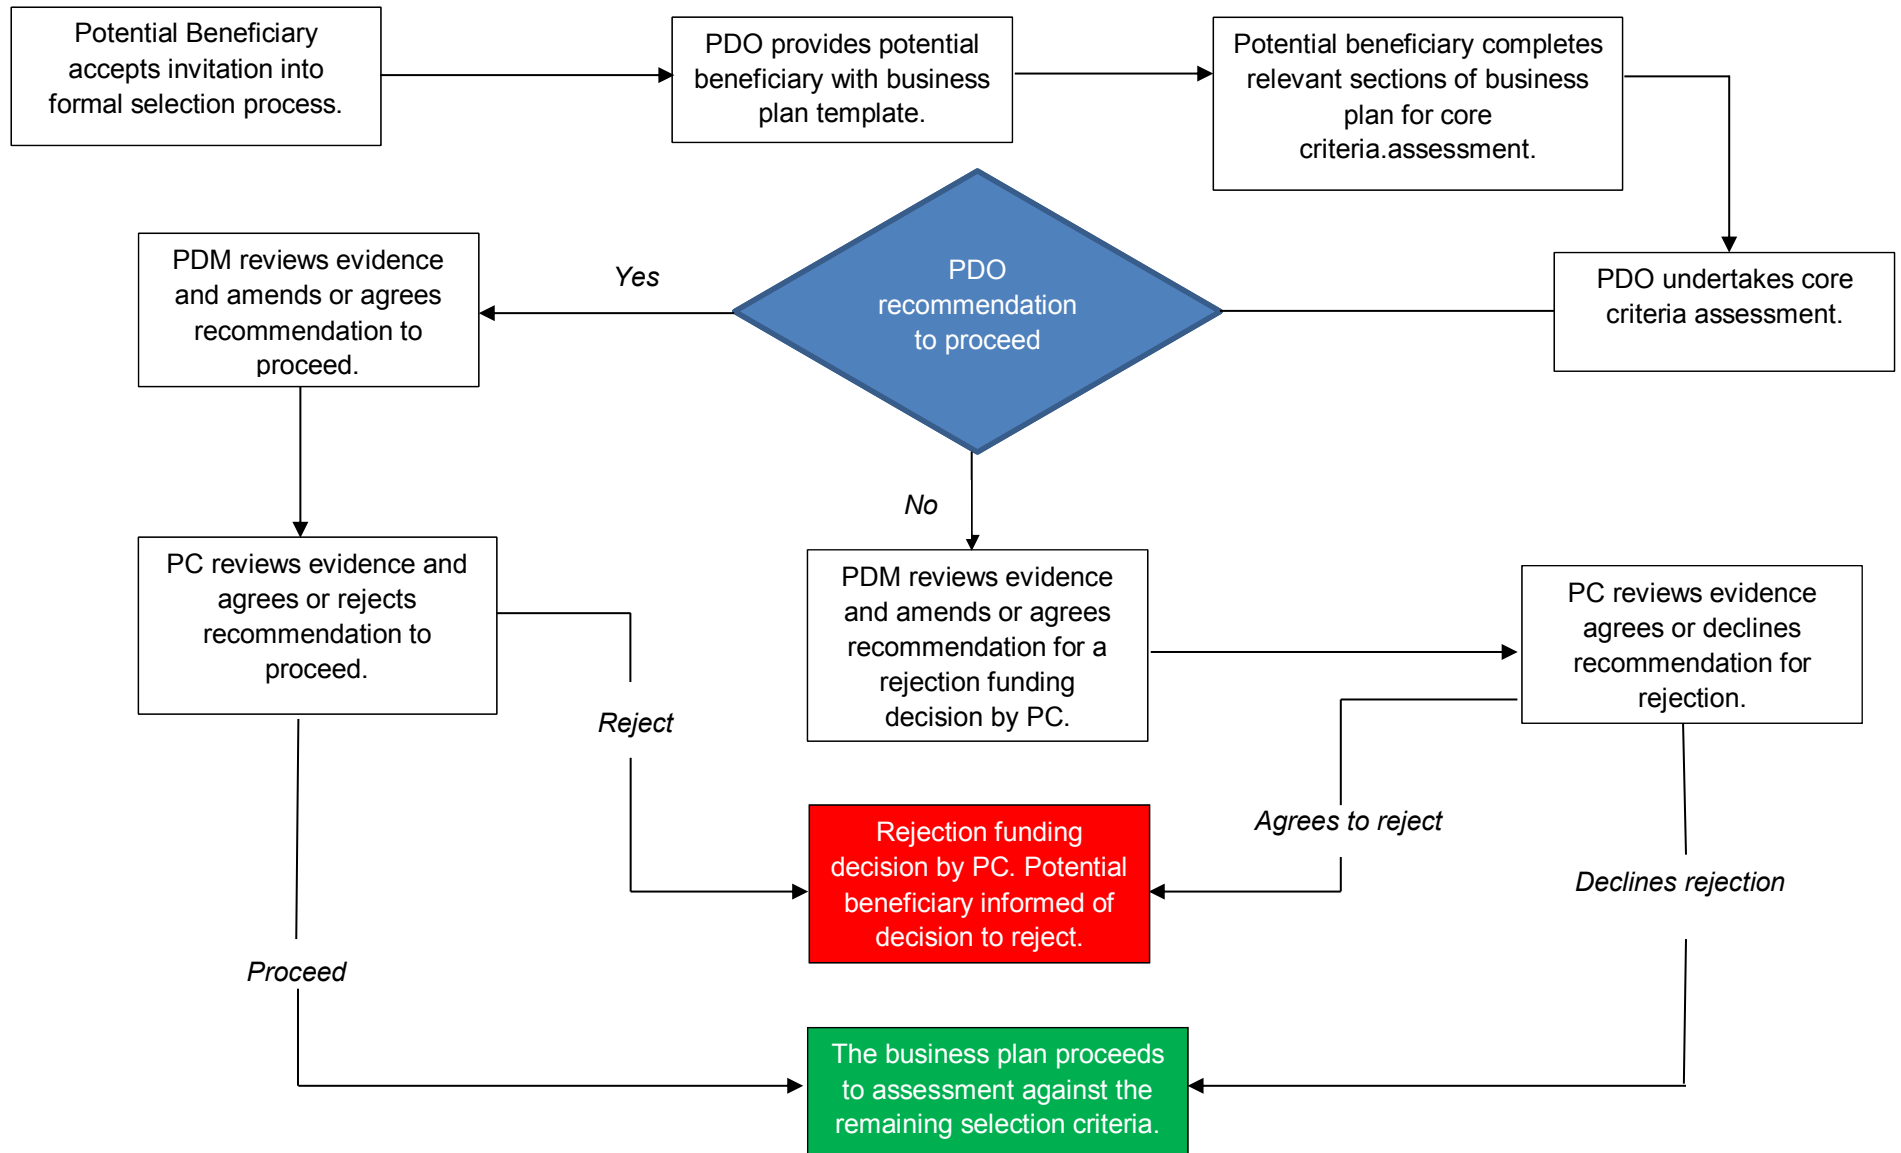 Potential Beneficiary
accepts invitation into
formal selection process.
PDO provides potential
beneficiary with business
plan template.
Potential beneficiary completes
relevant sections of business
plan for core
criteria.assessment.
PDO undertakes core
criteria assessment.
PDO
recommendation
to proceed
Yes
PDM reviews evidence
and amends or agrees
recommendation to
proceed.
No
PC reviews evidence and
agrees or rejects
recommendation to
proceed.
PDM reviews evidence
and amends or agrees
recommendation for a
rejection funding
decision by PC.
PC reviews evidence
agrees or declines
recommendation for
rejection.
Reject
Agrees to reject
Rejection funding
decision by PC. Potential
beneficiary informed of
decision to reject.
Declines rejection
Proceed
The business plan proceeds
to assessment against the
remaining selection criteria.